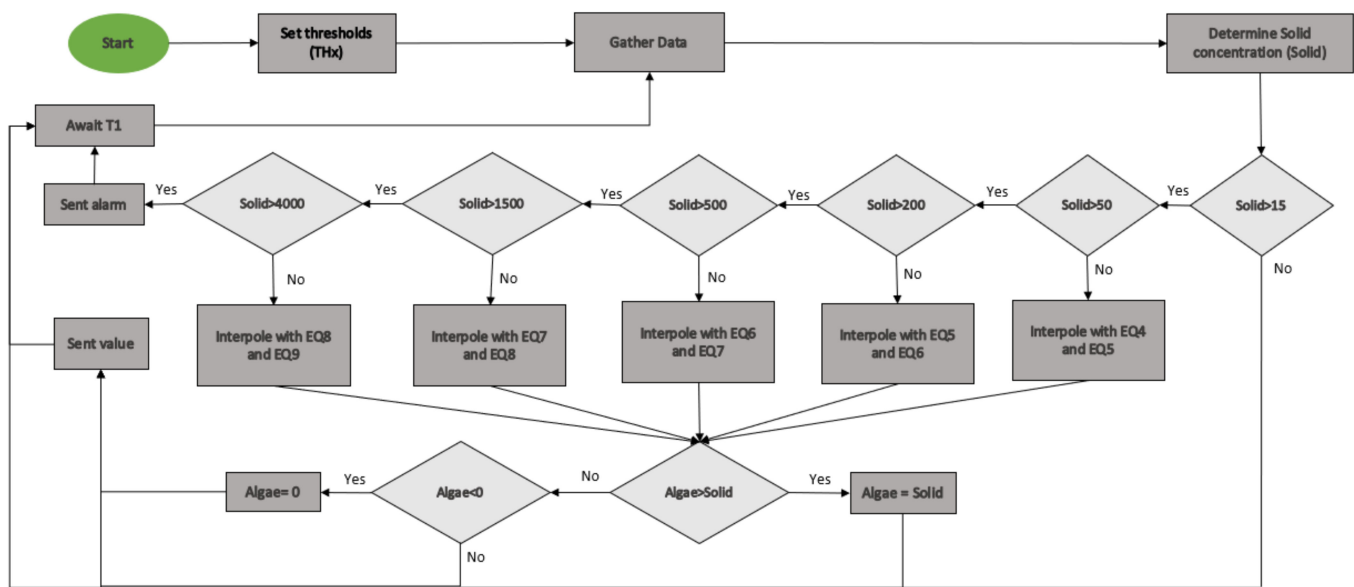 Start
Set thresholds
(THx)
Gather Data
Determine Solid
concentration (Solid)
Await T1
Sent alarm
Yes
Solid>4000
Yes
Solid>1500
Yes
Solid>500
Yes
Solid>200
Yes
Solid>50
Yes
Solid>15
No
No
No
No
No
No
Sent value
Interpole with EQ8
and EQ9
Interpole with EQ7
and EQ8
Interpole with EQ6
and EQ7
Interpole with EQ5
and EQ6
Interpole with EQ4
and EQ5
Algae= 0
Yes
Algae<0
No
Algae>Solid
Yes
Algae = Solid
No